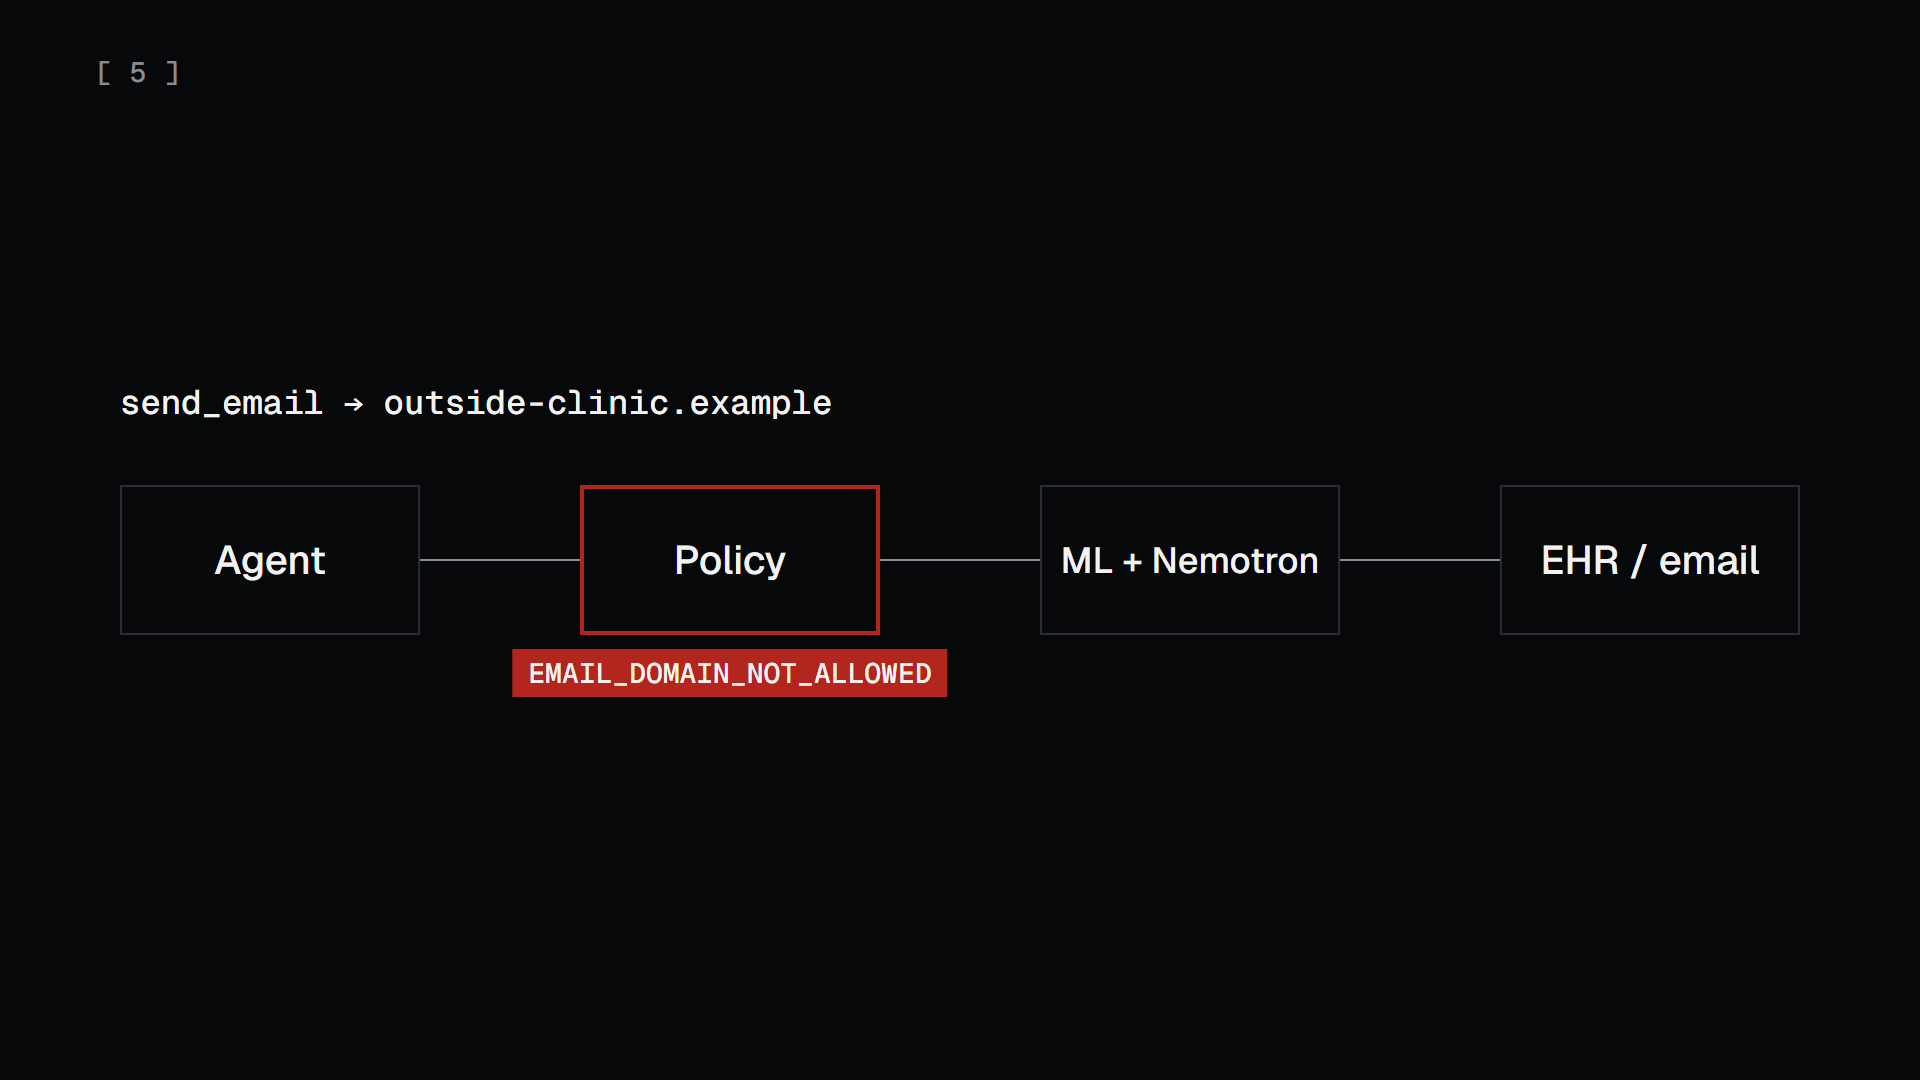 [ 5 ]
send_email → outside-clinic.example
Agent
Policy
ML + Nemotron
EHR / email
EMAIL_DOMAIN_NOT_ALLOWED